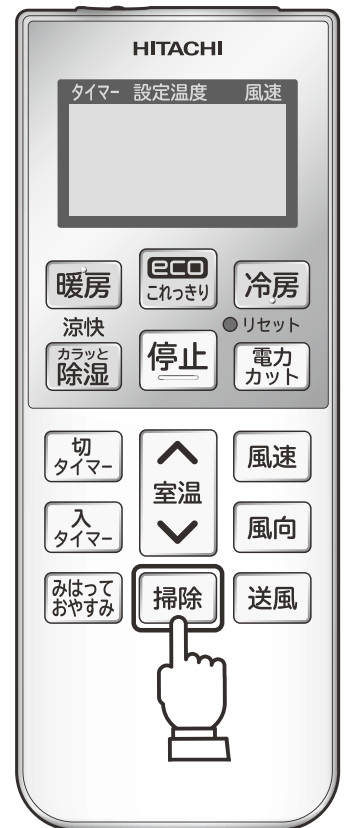 HITACHI
タイマー 設定温度 風速
暖房
eco
これっきり
冷房
涼快
リセット
カラッと
除湿
停止
電力
カット
切
タイマー
室温
風速
入
タイマー
風向
みはって
おやすみ
掃除
送風